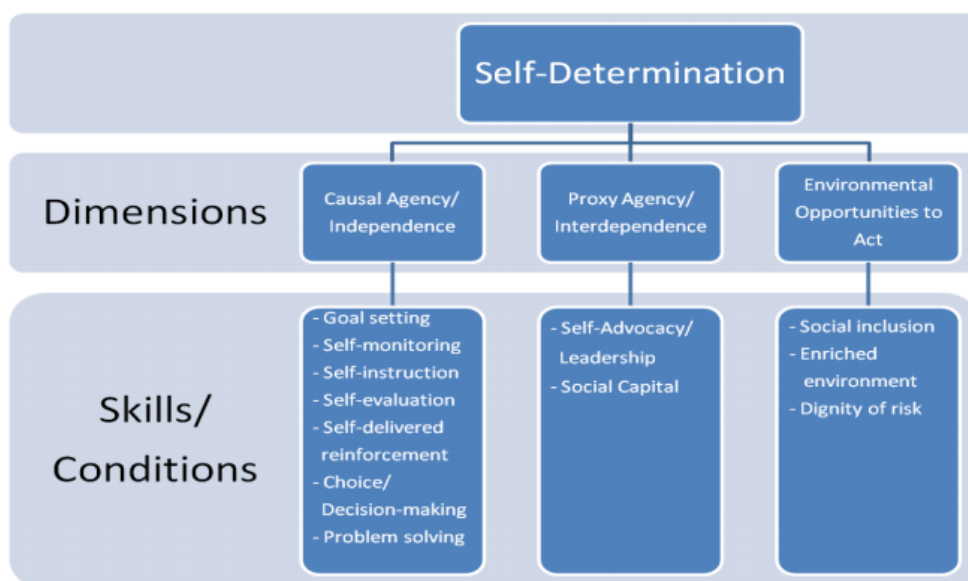 Self-Determination
Dimensions
Causal Agency/
Independence
Proxy Agency/
Interdependence
Environmental
Opportunities to
Act
Skills/
Conditions
- Goal setting
- Self-monitoring
- Self-instruction
- Self-evaluation
- Self-delivered
reinforcement
- Choice/
Decision-making
- Problem solving
- Self-Advocacy/
Leadership
- Social Capital
- Social inclusion
- Enriched
environment
- Dignity of risk